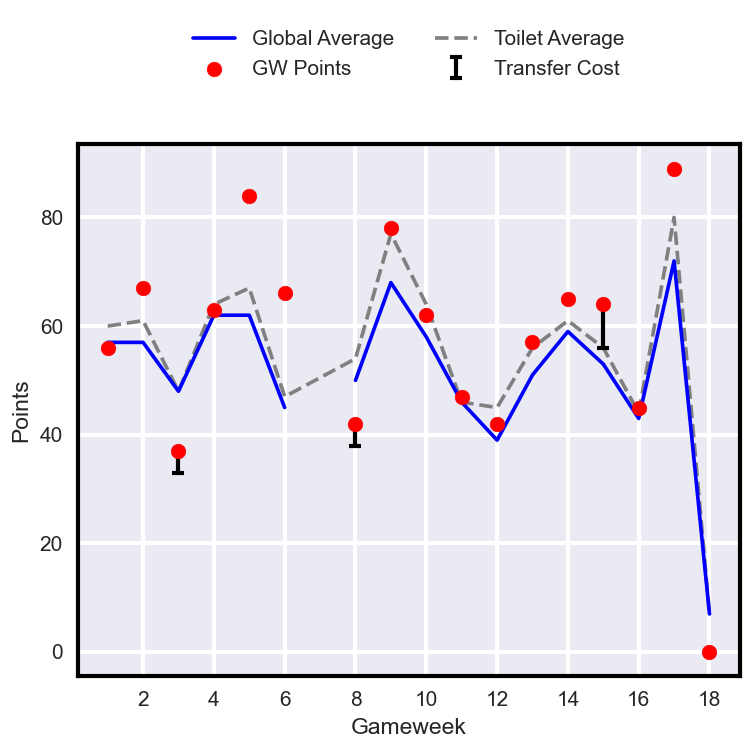 Global Average
Toilet Average
GW Points
Transfer Cost
80
60
40
20
0
Points
2 4 6 8 10 12 14 16 18
Gameweek